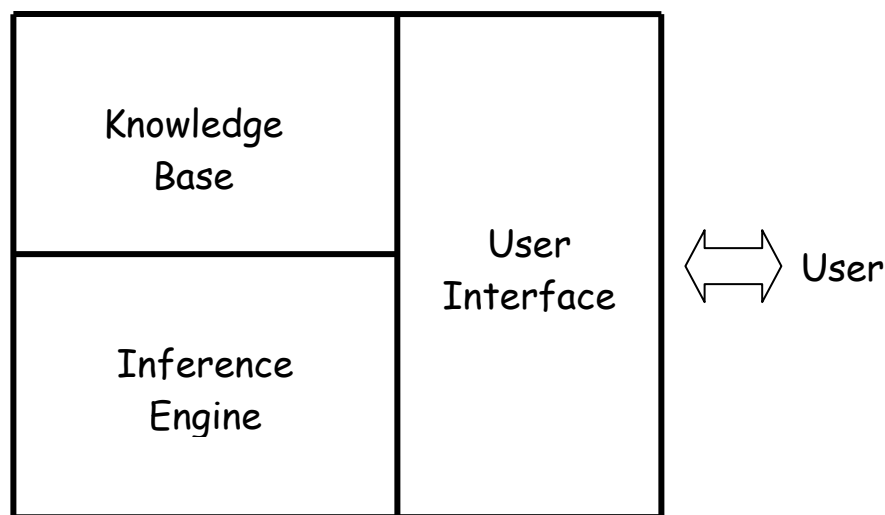 Knowledge
Base
Inference
Engine
User
Interface
User